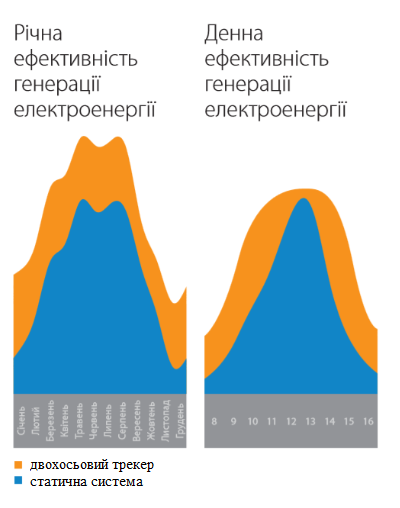 Річна
ефективність
генерації
електроенергії
Денна
ефективність
генерації
електроенергії
Січень
Лютий
Березень
Квітень
Травень
Червень
Липень
Серпень
Вересень
Жовтень
Листопад
Грудень
8 9 10 11 12 13 14 15 16
двохосьовий трекер
статична система